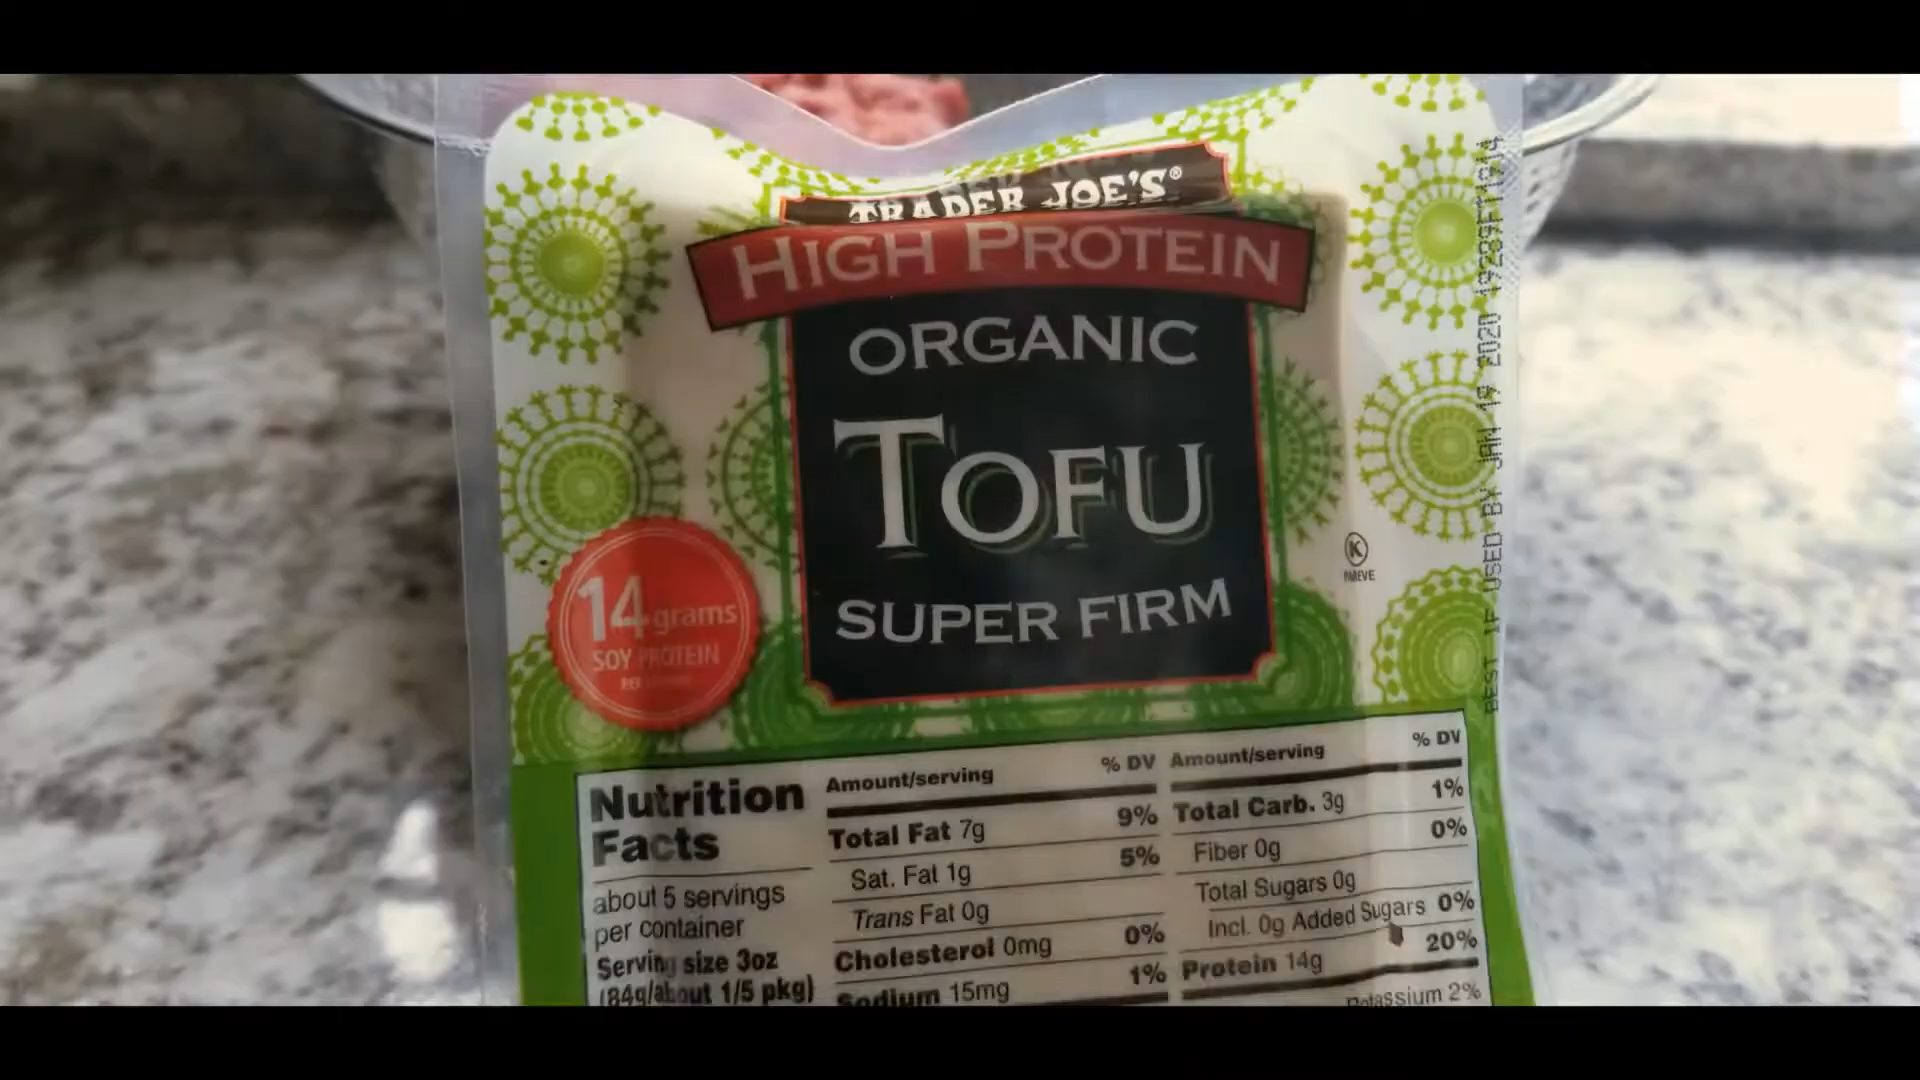 TRADER JOE'S®
HIGH PROTEIN
ORGANIC
TOFU
SUPER FIRM
14 grams
SOY PROTEIN
PER
K
PAREVE
BEST IF USED BY JAN 19 2020 19289F1
Nutrition
Facts
about 5 servings
per container
Serving size 3oz
(84g/about 1/5 pkg)
Amount/serving % DV
Total Fat 7g 9%
Sat. Fat 1g 5%
Trans Fat 0g
Cholesterol 0mg 0%
Sodium 15mg 1%
Amount/serving % DV
Total Carb. 3g 1%
Fiber 0g 0%
Total Sugars 0g
Incl. 0g Added Sugars 0%
Protein 14g 20%
Potassium 2%